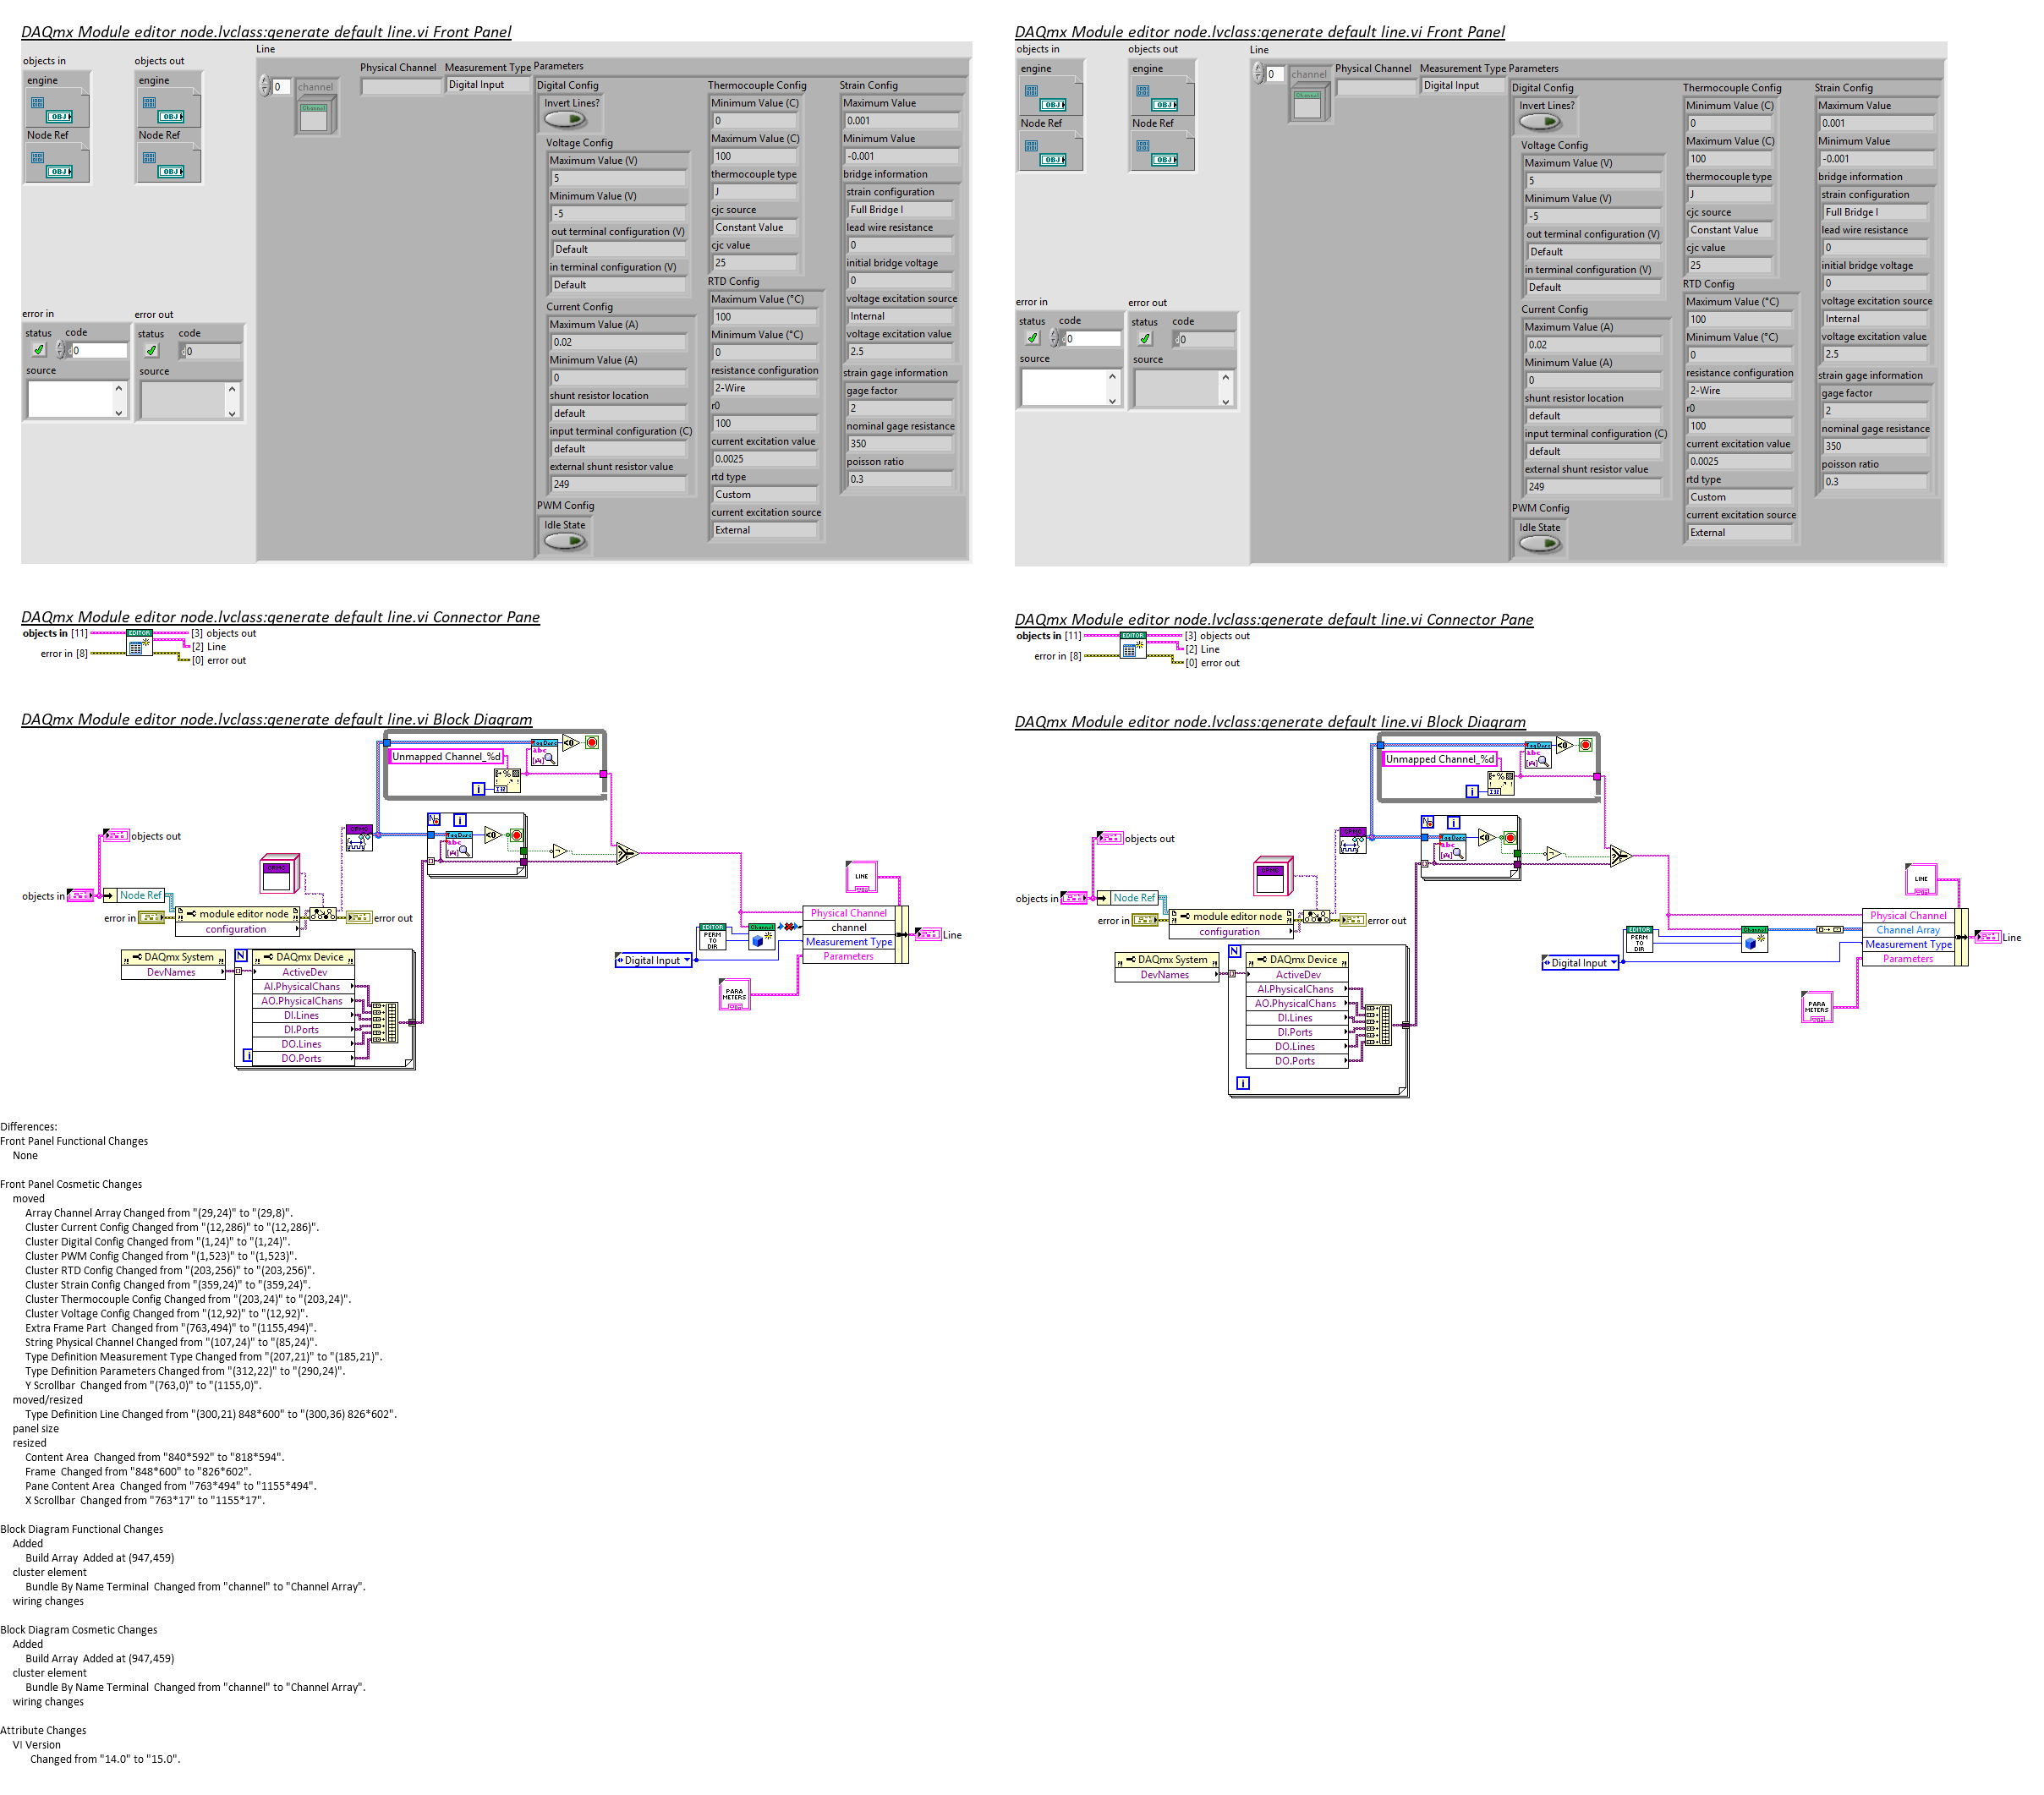 DAQmx Module editor node.lvclass:generate default line.vi Front Panel
objects in
objects out
engine
engine
OBJ
OBJ
Node Ref
Node Ref
OBJ
OBJ
error in
error out
status
code
status
code
0
0
source
source
Line
0
channel
Channel
Physical Channel
Measurement Type
Digital Input
Parameters
Digital Config
Invert Lines?
Voltage Config
Maximum Value (V)
5
Minimum Value (V)
-5
out terminal configuration (V)
Default
in terminal configuration (V)
Default
Current Config
Maximum Value (A)
0.02
Minimum Value (A)
0
shunt resistor location
default
input terminal configuration (C)
default
external shunt resistor value
249
PWM Config
Idle State
Thermocouple Config
Minimum Value (C)
0
Maximum Value (C)
100
thermocouple type
J
cjc source
Constant Value
cjc value
25
RTD Config
Maximum Value (°C)
100
Minimum Value (°C)
0
resistance configuration
2-Wire
r0
100
current excitation value
0.0025
rtd type
Custom
current excitation source
External
Strain Config
Maximum Value
0.001
Minimum Value
-0.001
bridge information
strain configuration
Full Bridge I
lead wire resistance
0
initial bridge voltage
0
voltage excitation source
Internal
voltage excitation value
2.5
strain gage information
gage factor
2
nominal gage resistance
350
poisson ratio
0.3
DAQmx Module editor node.lvclass:generate default line.vi Front Panel
objects in
objects out
engine
engine
OBJ
OBJ
Node Ref
Node Ref
OBJ
OBJ
error in
error out
status
code
status
code
0
0
source
source
Line
0
channel
Physical Channel
Measurement Type
Digital Input
Parameters
Digital Config
Invert Lines?
Voltage Config
Maximum Value (V)
5
Minimum Value (V)
-5
out terminal configuration (V)
Default
in terminal configuration (V)
Default
Current Config
Maximum Value (A)
0.02
Minimum Value (A)
0
shunt resistor location
default
input terminal configuration (C)
default
external shunt resistor value
249
PWM Config
Idle State
Thermocouple Config
Minimum Value (C)
0
Maximum Value (C)
100
thermocouple type
J
cjc source
Constant Value
cjc value
25
RTD Config
Maximum Value (°C)
100
Minimum Value (°C)
0
resistance configuration
2-Wire
r0
100
current excitation value
0.0025
rtd type
Custom
current excitation source
External
Strain Config
Maximum Value
0.001
Minimum Value
-0.001
bridge information
strain configuration
Full Bridge I
lead wire resistance
0
initial bridge voltage
0
voltage excitation source
Internal
voltage excitation value
2.5
strain gage information
gage factor
2
nominal gage resistance
350
poisson ratio
0.3
DAQmx Module editor node.lvclass:generate default line.vi Connector Pane
objects in [11]
EDITOR
[3] objects out
[2] Line
error in [8]
[0] error out
DAQmx Module editor node.lvclass:generate default line.vi Connector Pane
objects in [11]
EDITOR
[3] objects out
[2] Line
error in [8]
[0] error out
DAQmx Module editor node.lvclass:generate default line.vi Block Diagram
Unmapped Channel_%d
i
N
i
objects out
objects in
Node Ref
error in
module editor node
configuration
error out
DAQmx System
DevNames
N
DAQmx Device
ActiveDev
AI.PhysicalChans
AO.PhysicalChans
DI.Lines
DI.Ports
DO.Lines
DO.Ports
i
Digital Input
EDITOR
PERM
TO
DIR
Channel
PARA
METERS
LINE
Physical Channel
channel
Measurement Type
Parameters
Line
DAQmx Module editor node.lvclass:generate default line.vi Block Diagram
Unmapped Channel_%d
i
N
i
objects out
objects in
Node Ref
error in
module editor node
configuration
error out
DAQmx System
DevNames
N
DAQmx Device
ActiveDev
AI.PhysicalChans
AO.PhysicalChans
DI.Lines
DI.Ports
DO.Lines
DO.Ports
i
Digital Input
EDITOR
PERM
TO
DIR
Channel
PARA
METERS
LINE
Physical Channel
Channel Array
Measurement Type
Parameters
Line
Differences:
Front Panel Functional Changes
None
Front Panel Cosmetic Changes
moved
Array Channel Array Changed from "(29,24)" to "(29,8)".
Cluster Current Config Changed from "(12,286)" to "(12,286)".
Cluster Digital Config Changed from "(1,24)" to "(1,24)".
Cluster PWM Config Changed from "(1,523)" to "(1,523)".
Cluster RTD Config Changed from "(203,256)" to "(203,256)".
Cluster Strain Config Changed from "(359,24)" to "(359,24)".
Cluster Thermocouple Config Changed from "(203,24)" to "(203,24)".
Cluster Voltage Config Changed from "(12,92)" to "(12,92)".
Extra Frame Part  Changed from "(763,494)" to "(1155,494)".
String Physical Channel Changed from "(107,24)" to "(85,24)".
Type Definition Measurement Type Changed from "(207,21)" to "(185,21)".
Type Definition Parameters Changed from "(312,22)" to "(290,24)".
Y Scrollbar  Changed from "(763,0)" to "(1155,0)".
moved/resized
Type Definition Line Changed from "(300,21) 848*600" to "(300,36) 826*602".
panel size
resized
Content Area  Changed from "840*592" to "818*594".
Frame  Changed from "848*600" to "826*602".
Pane Content Area  Changed from "763*494" to "1155*494".
X Scrollbar  Changed from "763*17" to "1155*17".
Block Diagram Functional Changes
Added
Build Array  Added at (947,459)
cluster element
Bundle By Name Terminal  Changed from "channel" to "Channel Array".
wiring changes
Block Diagram Cosmetic Changes
Added
Build Array  Added at (947,459)
cluster element
Bundle By Name Terminal  Changed from "channel" to "Channel Array".
wiring changes
Attribute Changes
VI Version
Changed from "14.0" to "15.0".